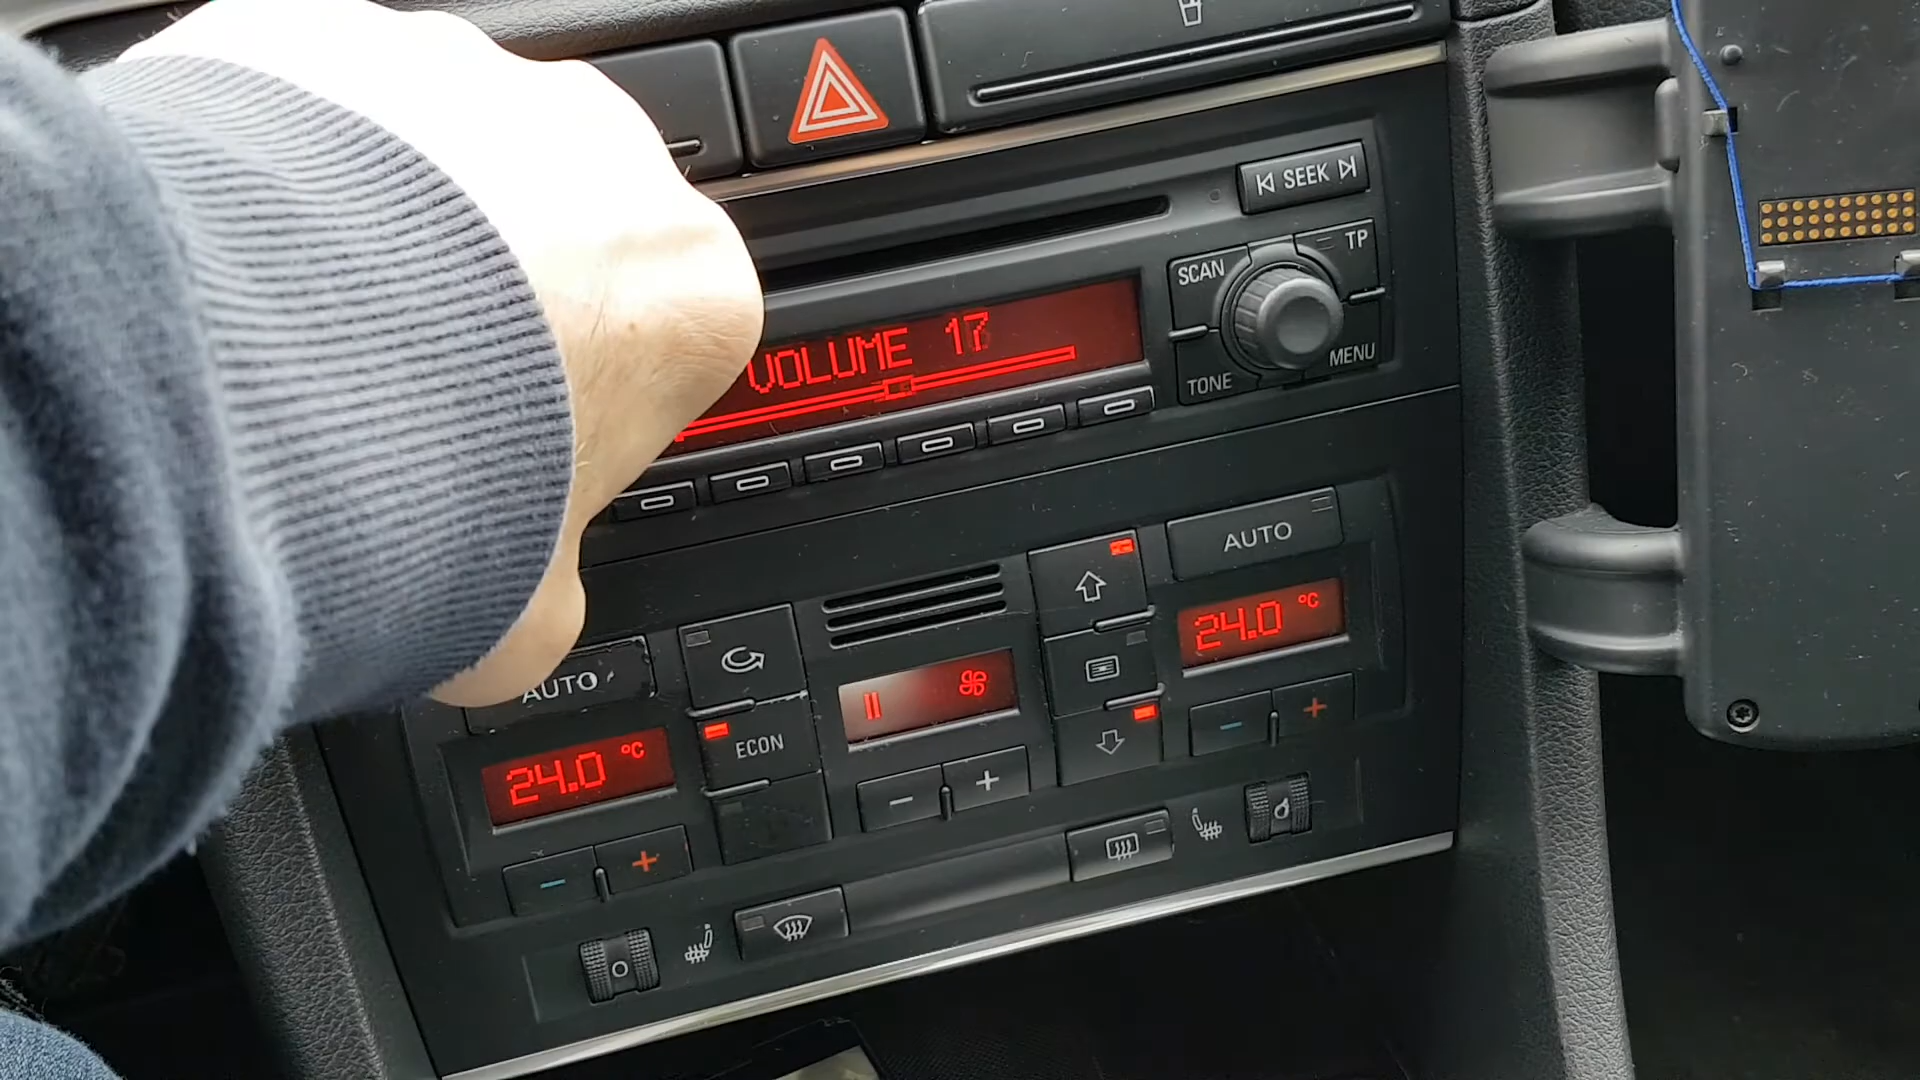 SEEK
TP
SCAN
VOLUME 17
MENU
TONE
AUTO
24.0 °C
AUTO
ECON
24.0 °C